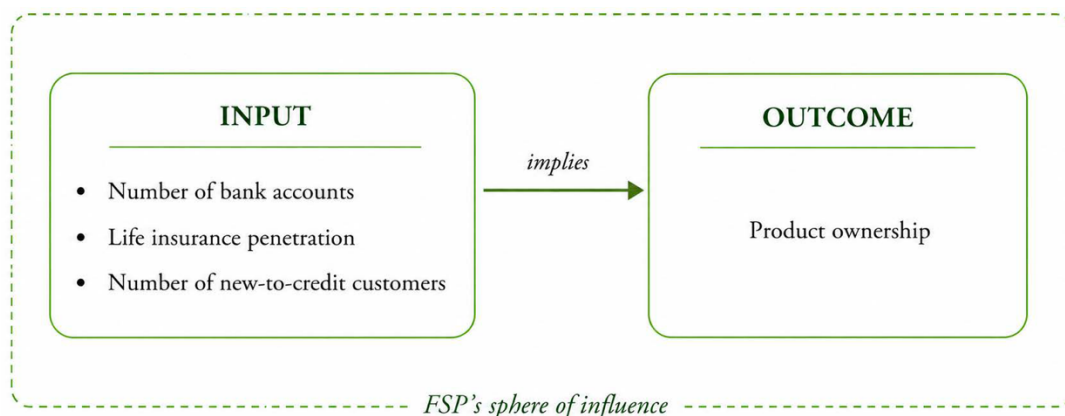 INPUT
• Number of bank accounts
• Life insurance penetration
• Number of new-to-credit customers
implies
OUTCOME
Product ownership
FSP’s sphere of influence